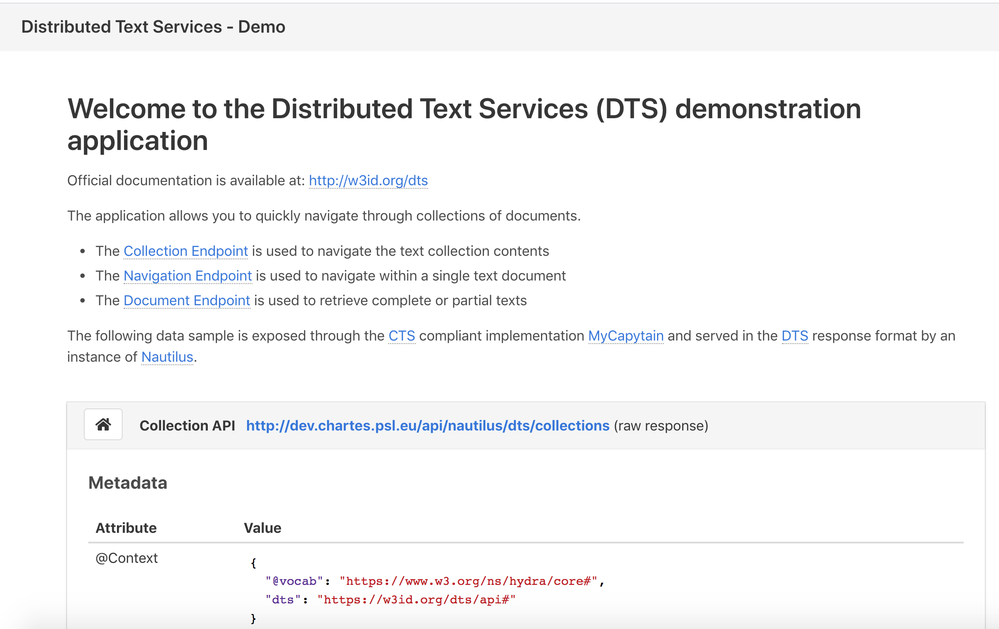 Distributed Text Services - Demo
Welcome to the Distributed Text Services (DTS) demonstration
application
Official documentation is available at: http://w3id.org/dts
The application allows you to quickly navigate through collections of documents.
• The Collection Endpoint is used to navigate the text collection contents
• The Navigation Endpoint is used to navigate within a single text document
• The Document Endpoint is used to retrieve complete or partial texts
The following data sample is exposed through the CTS compliant implementation MyCapytain and served in the DTS response format by an
instance of Nautilus.
Collection API http://dev.chartes.psl.eu/api/nautilus/dts/collections (raw response)
Metadata
Attribute Value
@Context {
"@vocab": "https://www.w3.org/ns/hydra/core#",
"dts": "https://w3id.org/dts/api#"
}